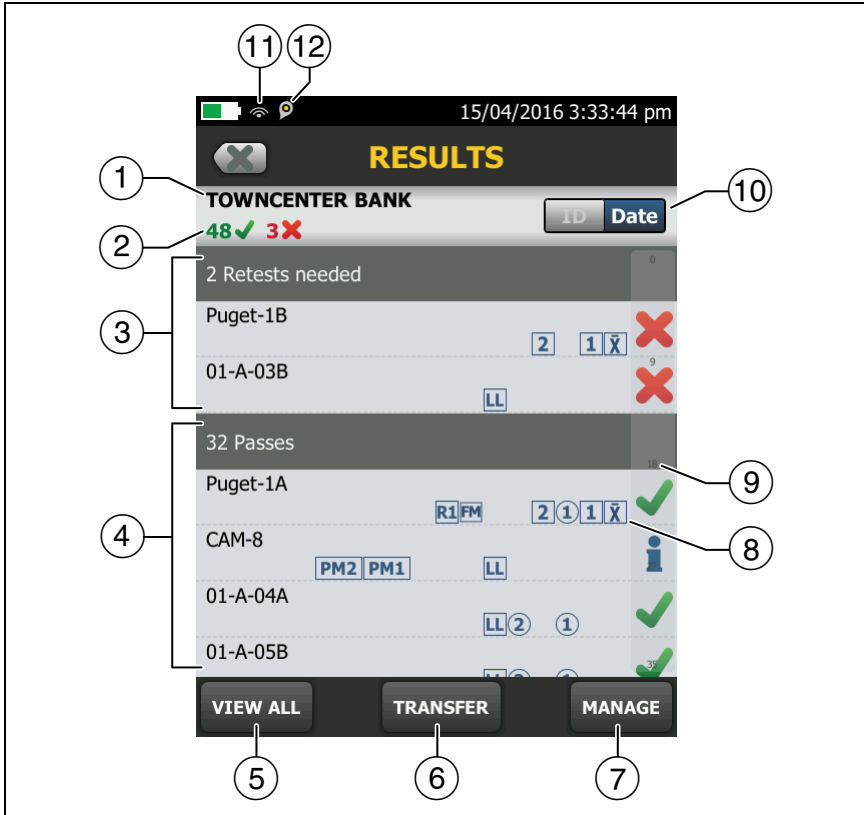 11 12
15/04/2016 3:33:44 pm
RESULTS
1
TOWNCENTER BANK
ID Date
10
2
48 3
3
2 Retests needed
0
Puget-1B
2 1 X̄
9
01-A-03B
LL
4
32 Passes
18
9
Puget-1A
R1 FM 2 1 1 X̄
8
CAM-8
PM2 PM1 LL
01-A-04A
LL 2 1
01-A-05B
35
LL 2 1
VIEW ALL TRANSFER MANAGE
5 6 7